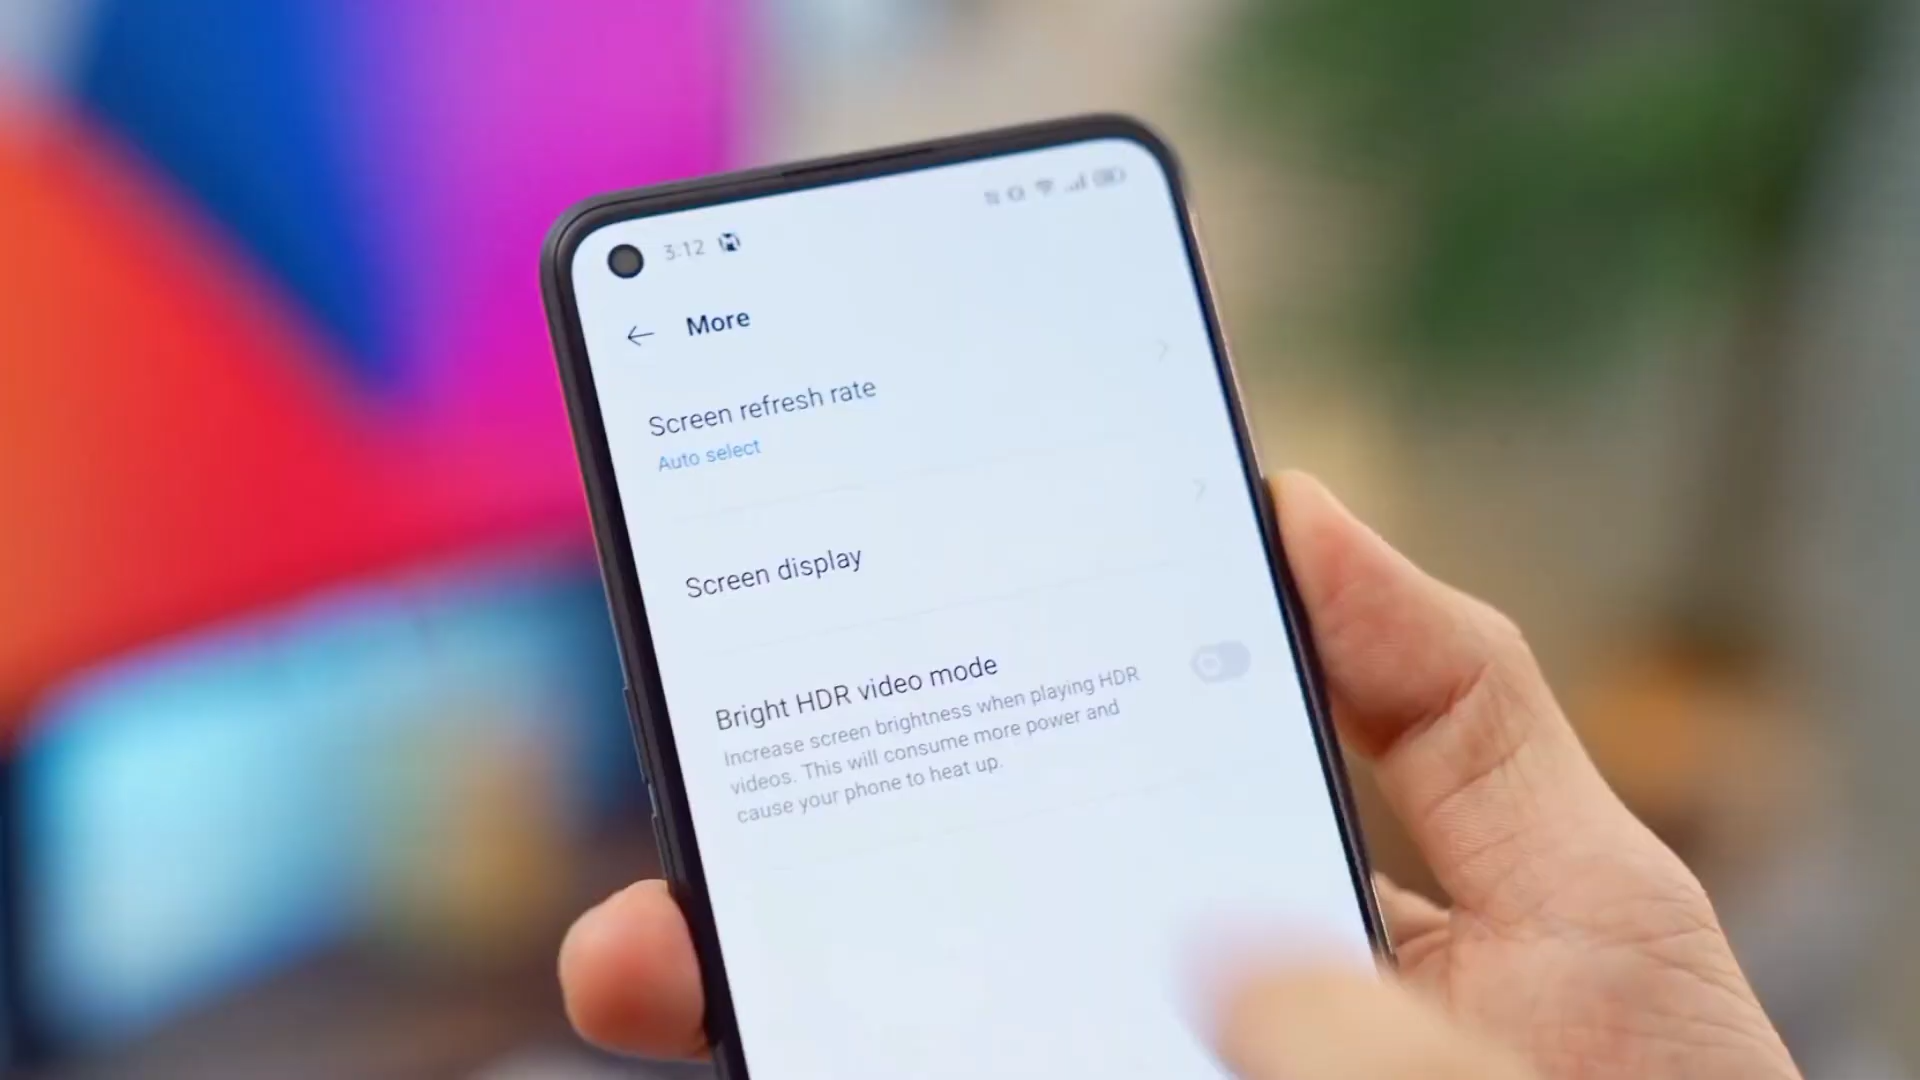 3:12
More
Screen refresh rate
Auto select
Screen display
Bright HDR video mode
Increase screen brightness when playing HDR
videos. This will consume more power and
cause your phone to heat up.